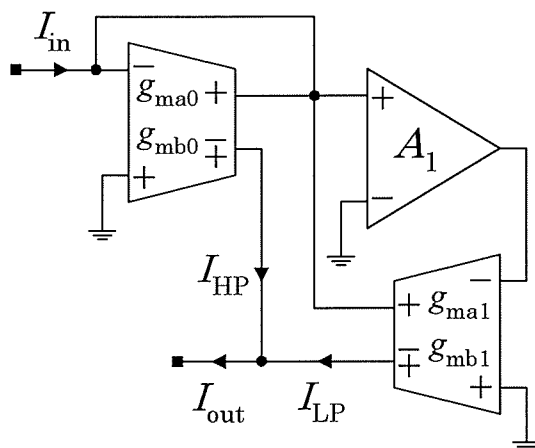 I_in
−
g_ma0 +
g_mb0 ∓
+
+
A_1
−
I_HP
−
+ g_ma1
∓ g_mb1
+
I_out
I_LP